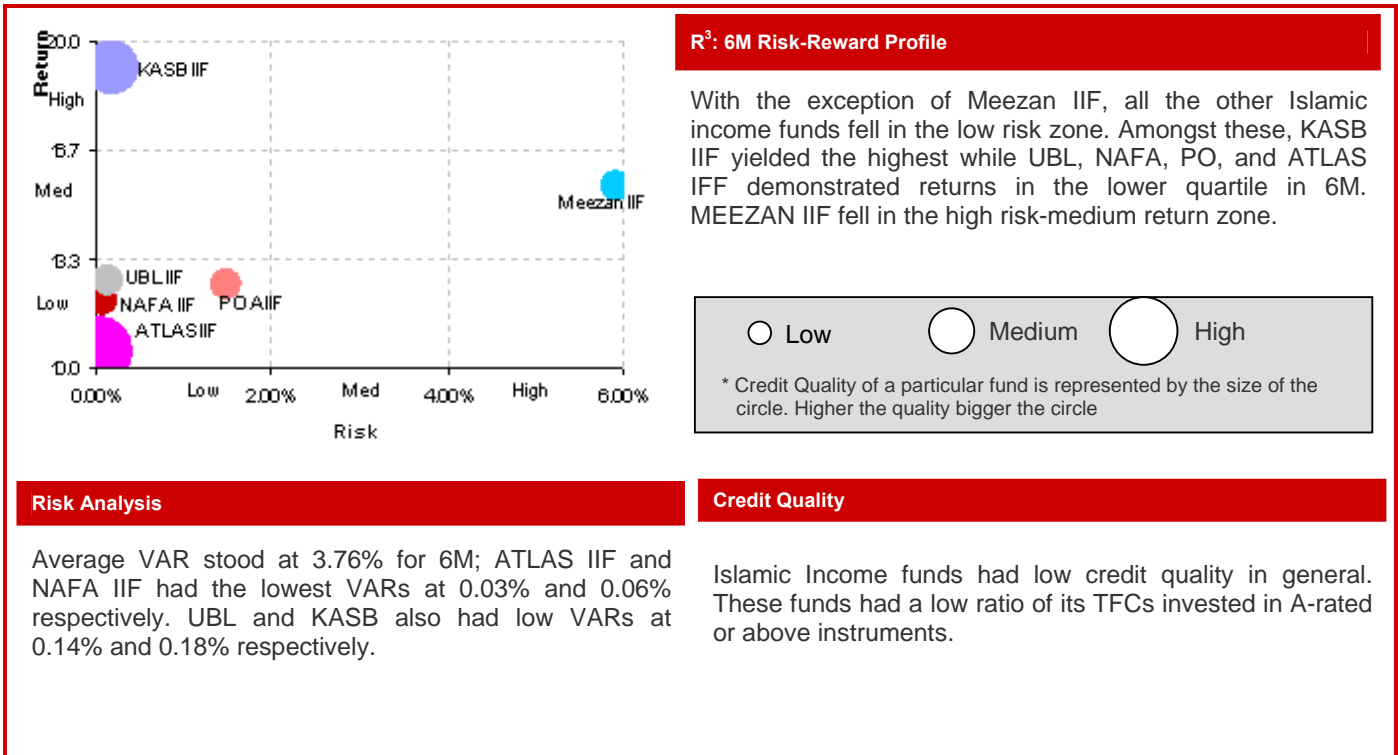 Return
20.0
KASB IIF
High
16.7
Med
Meezan IIF
13.3
UBL IIF
Low
NAFA IIF
PO AIIF
ATLAS IIF
10.0
0.00%
Low
2.00%
Med
4.00%
High
6.00%
Risk
R³: 6M Risk-Reward Profile
With the exception of Meezan IIF, all the other Islamic
income funds fell in the low risk zone. Amongst these, KASB
IIF yielded the highest while UBL, NAFA, PO, and ATLAS
IFF demonstrated returns in the lower quartile in 6M.
MEEZAN IIF fell in the high risk-medium return zone.
Low
Medium
High
* Credit Quality of a particular fund is represented by the size of the
circle. Higher the quality bigger the circle
Risk Analysis
Average VAR stood at 3.76% for 6M; ATLAS IIF and
NAFA IIF had the lowest VARs at 0.03% and 0.06%
respectively. UBL and KASB also had low VARs at
0.14% and 0.18% respectively.
Credit Quality
Islamic Income funds had low credit quality in general.
These funds had a low ratio of its TFCs invested in A-rated
or above instruments.